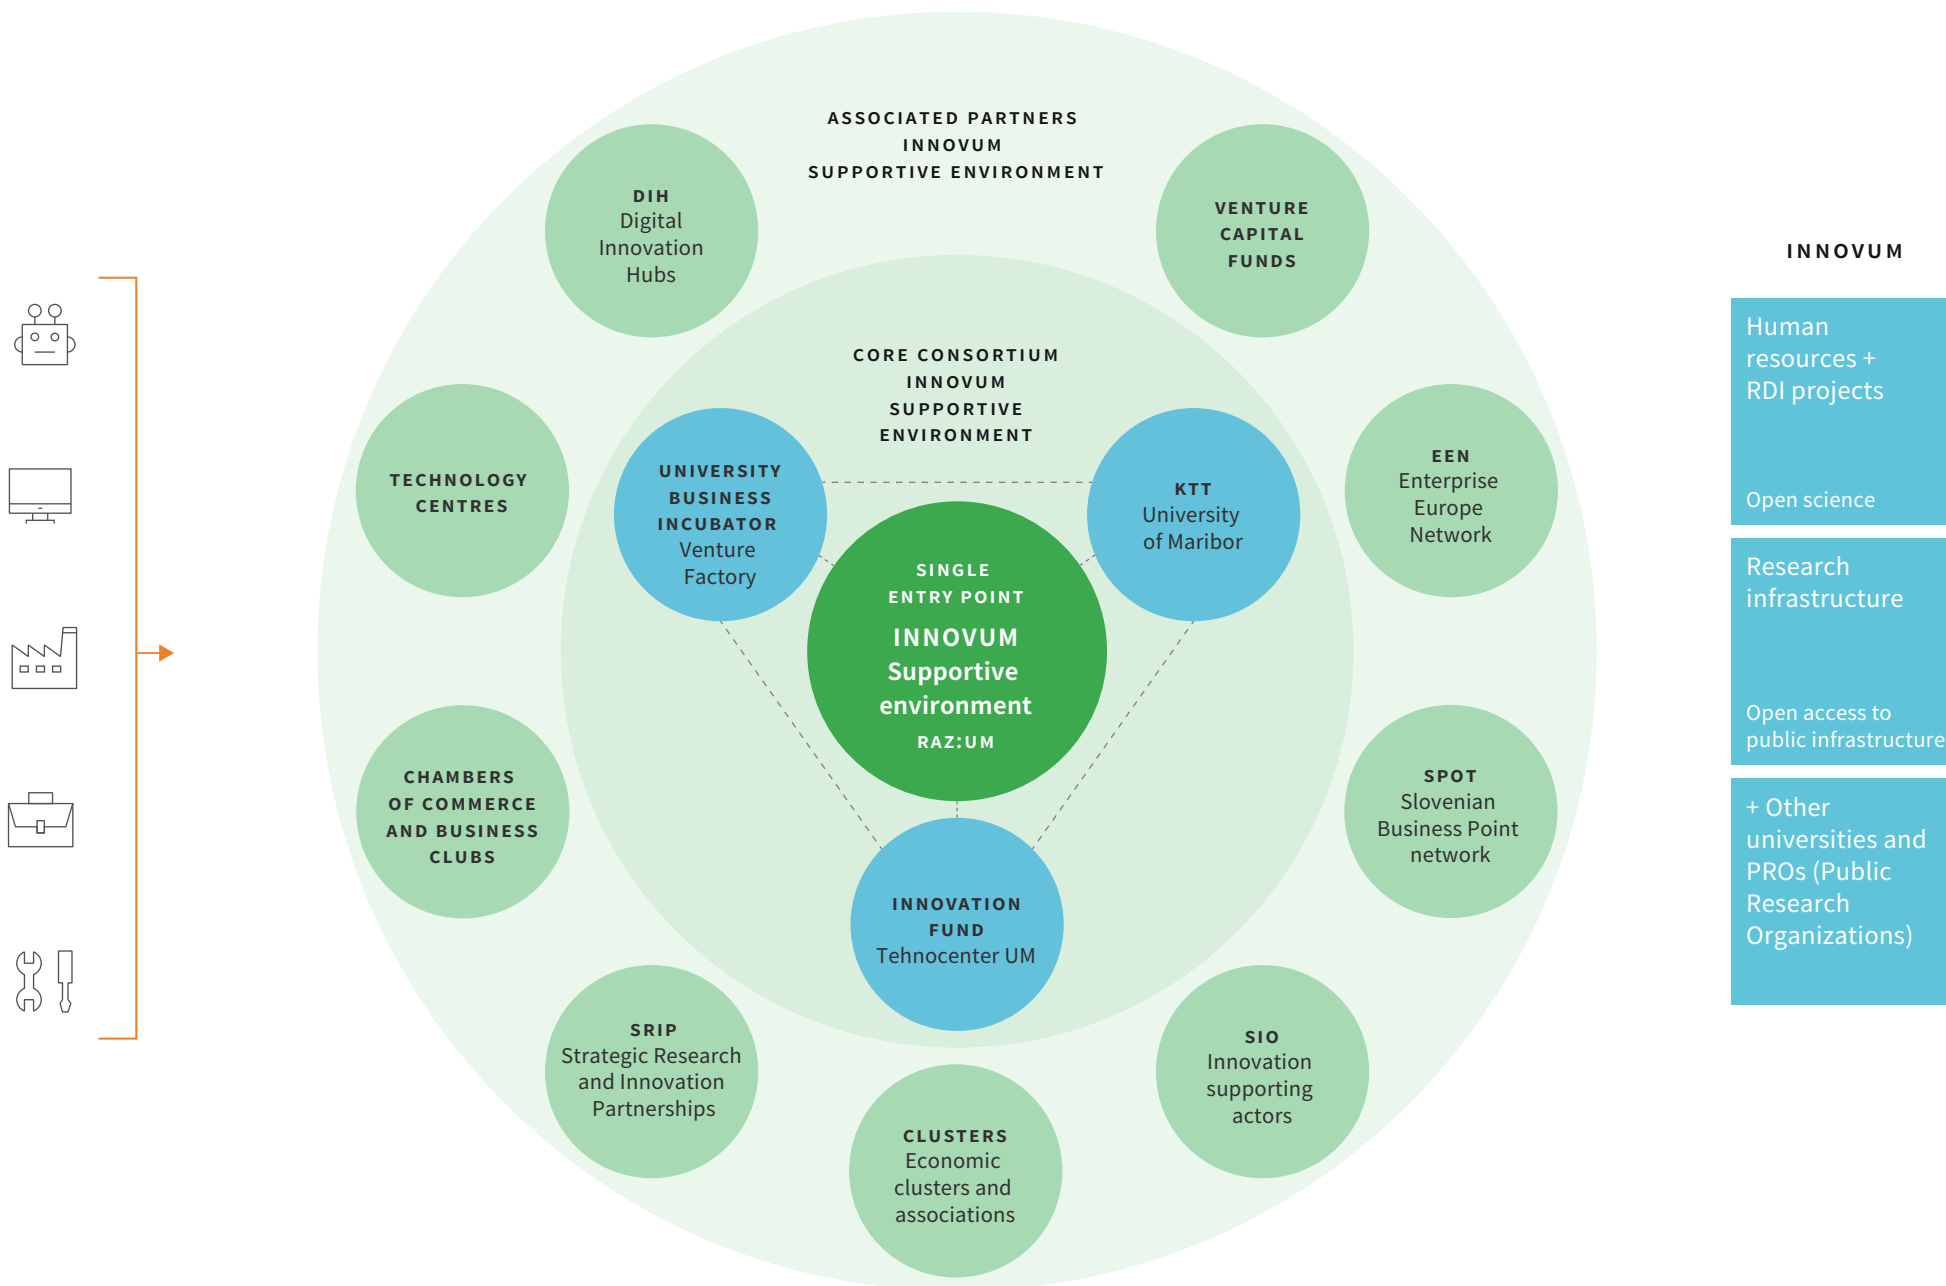 ASSOCIATED PARTNERS
INNOVUM
SUPPORTIVE ENVIRONMENT
DIH
Digital
Innovation
Hubs
VENTURE
CAPITAL
FUNDS
CORE CONSORTIUM
INNOVUM
SUPPORTIVE
ENVIRONMENT
TECHNOLOGY
CENTRES
UNIVERSITY
BUSINESS
INCUBATOR
Venture
Factory
KTT
University
of Maribor
EEN
Enterprise
Europe
Network
SINGLE
ENTRY POINT
INNOVUM
Supportive
environment
RAZ:UM
CHAMBERS
OF COMMERCE
AND BUSINESS
CLUBS
SPOT
Slovenian
Business Point
network
INNOVATION
FUND
Tehnocenter UM
SRIP
Strategic Research
and Innovation
Partnerships
CLUSTERS
Economic
clusters and
associations
SIO
Innovation
supporting
actors
INNOVUM
Human
resources +
RDI projects
Open science
Research
infrastructure
Open access to
public infrastructure
+ Other
universities and
PROs (Public
Research
Organizations)